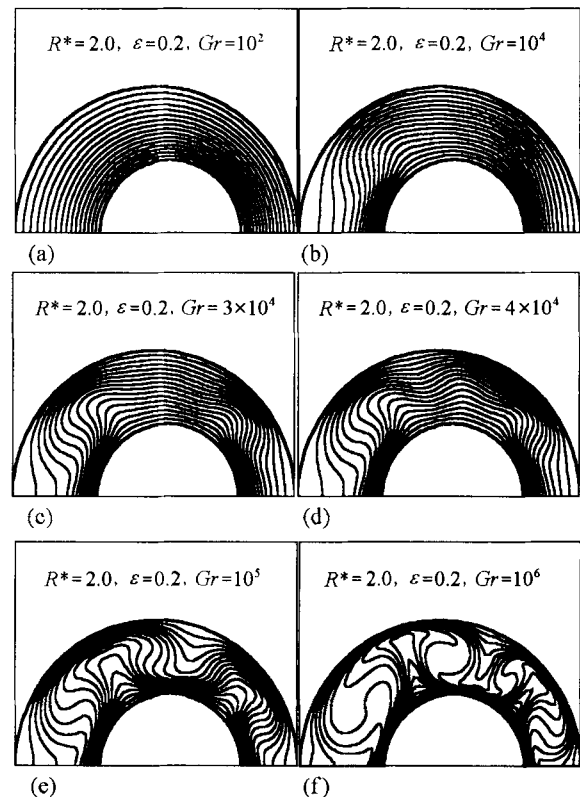 R*=2.0, ε=0.2, Gr=10²
R*=2.0, ε=0.2, Gr=10⁴
(a)
(b)
R*=2.0, ε=0.2, Gr=3×10⁴
R*=2.0, ε=0.2, Gr=4×10⁴
(c)
(d)
R*=2.0, ε=0.2, Gr=10⁵
R*=2.0, ε=0.2, Gr=10⁶
(e)
(f)